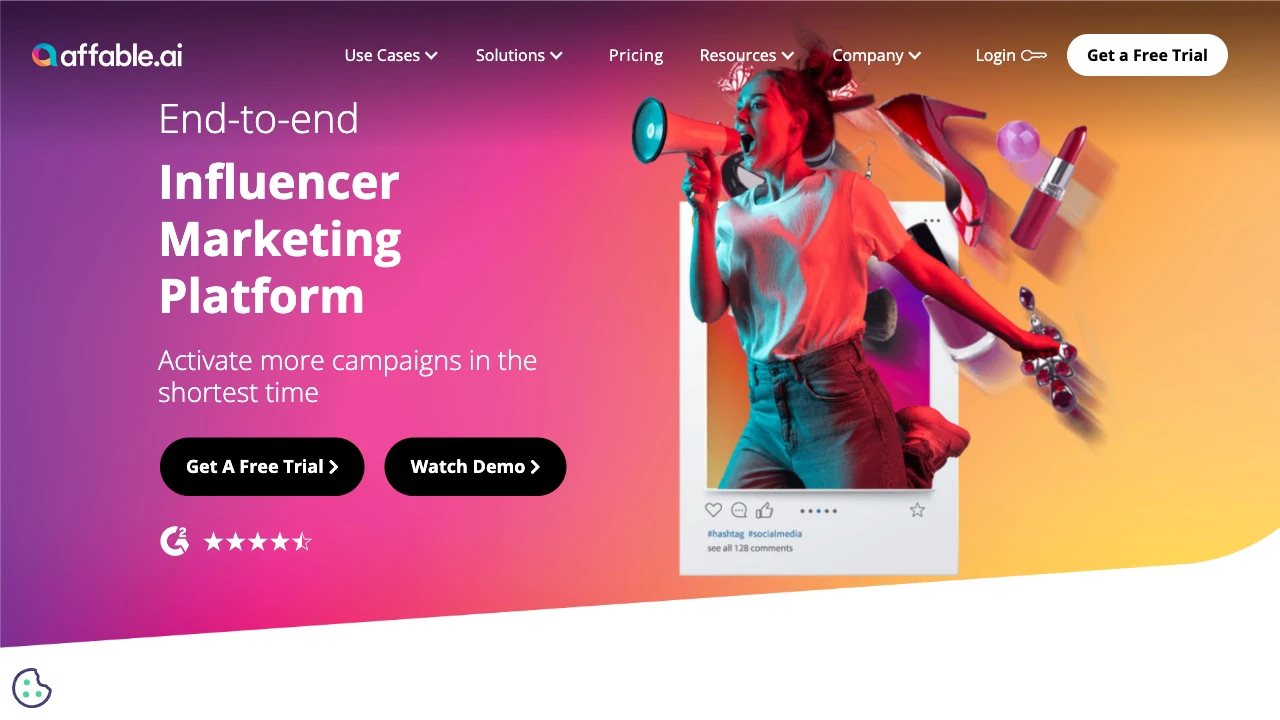 affable.ai
Use Cases
Solutions
Pricing
Resources
Company
Login
Get a Free Trial
End-to-end
Influencer
Marketing
Platform
Activate more campaigns in the
shortest time
Get A Free Trial
Watch Demo
G2
#hashtag #socialmedia
see all 128 comments